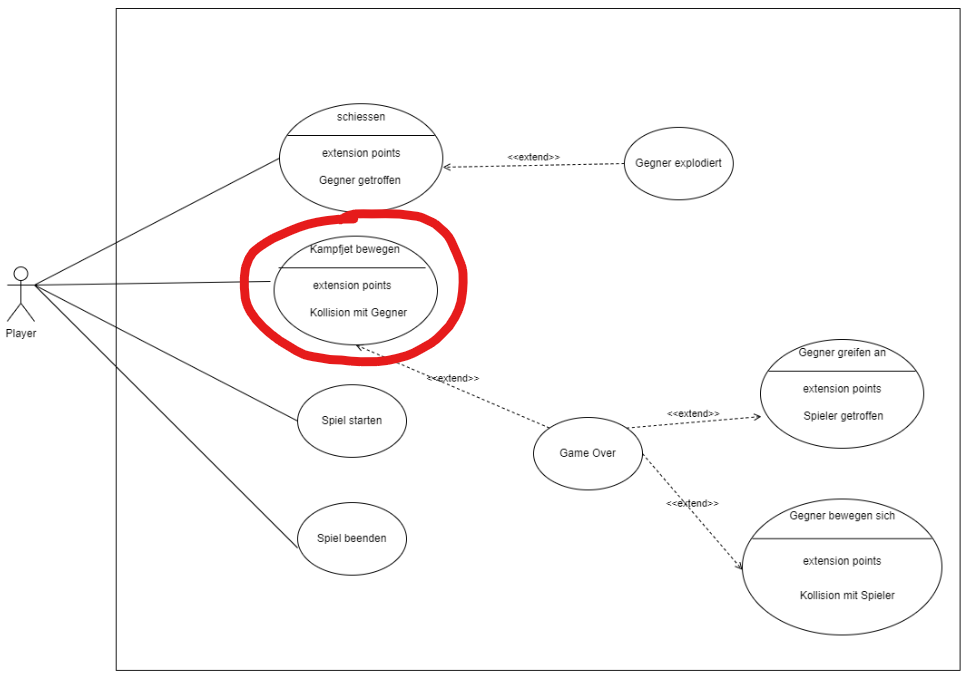 schiessen
extension points
Gegner getroffen
<<extend>>
Gegner explodiert
Kampfjet bewegen
extension points
Kollision mit Gegner
Player
<<extend>>
Spiel starten
Game Over
<<extend>>
Gegner greifen an
extension points
Spieler getroffen
<<extend>>
Gegner bewegen sich
extension points
Kollision mit Spieler
Spiel beenden